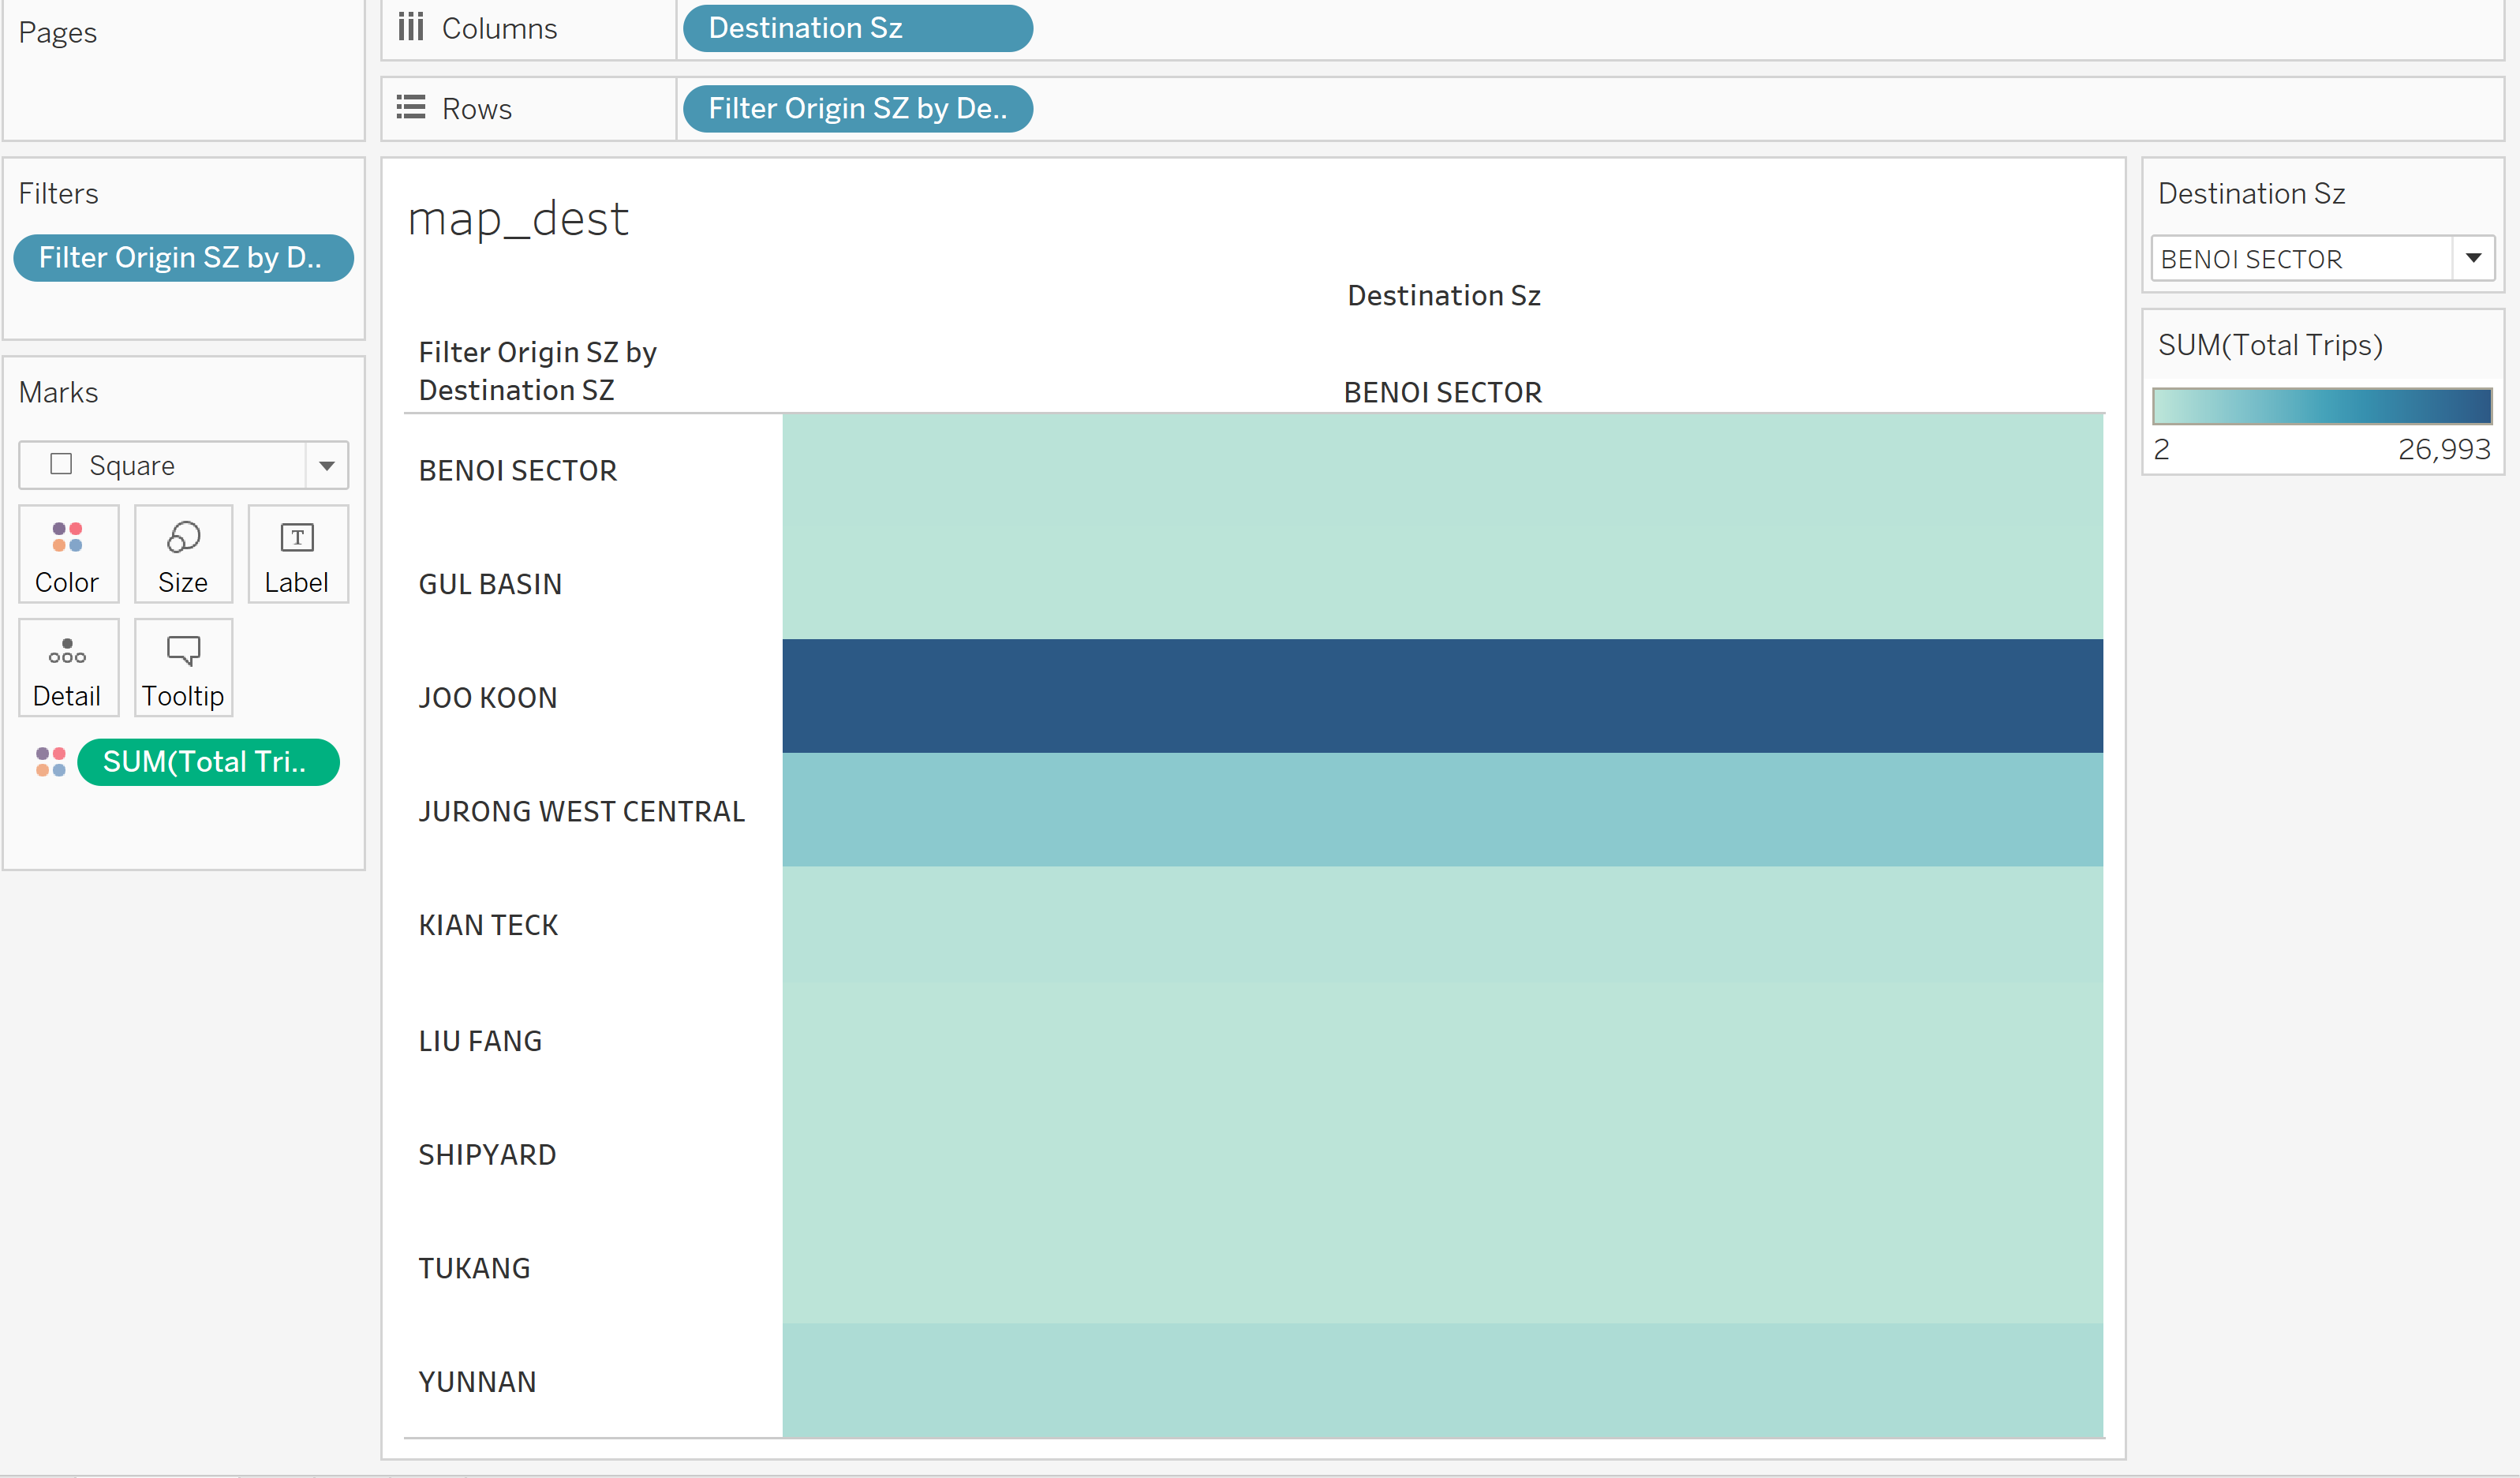 Pages
Columns
Destination Sz
Rows
Filter Origin SZ by De..
Filters
Filter Origin SZ by D..
Marks
Square
Color
Size
T
Label
Detail
Tooltip
SUM(Total Tri..
map_dest
Destination Sz
Filter Origin SZ by
Destination SZ
BENOI SECTOR
BENOI SECTOR
GUL BASIN
JOO KOON
JURONG WEST CENTRAL
KIAN TECK
LIU FANG
SHIPYARD
TUKANG
YUNNAN
Destination Sz
BENOI SECTOR
SUM(Total Trips)
2
26,993